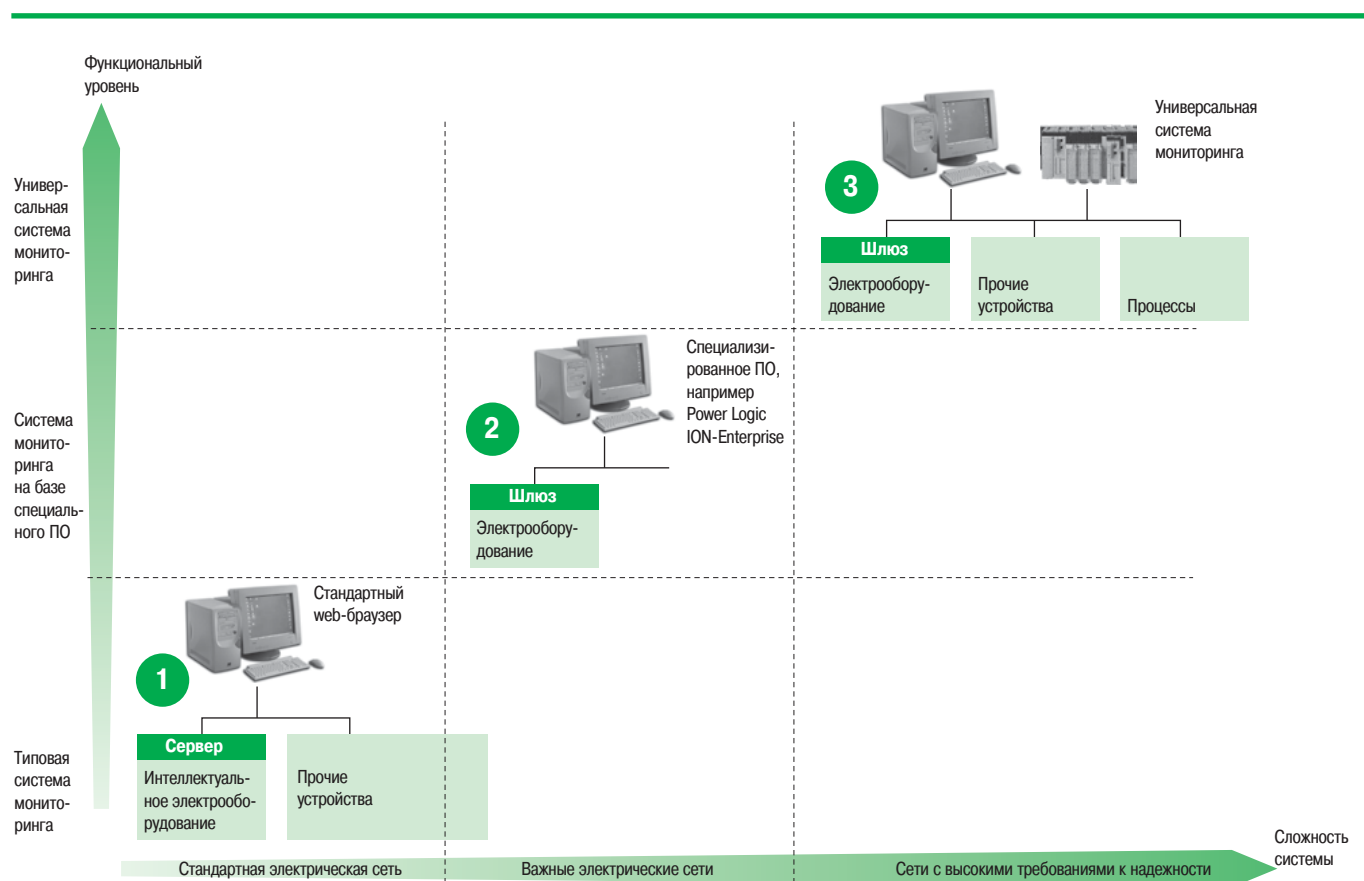 Функциональный
уровень
Универ-
сальная
система
монито-
ринга
3
Универсальная
система
мониторинга
Шлюз
Электрообору-
дование
Прочие
устройства
Процессы
Система
монито-
ринга
на базе
специаль-
ного ПО
2
Специализи-
рованное ПО,
например
Power Logic
ION-Enterprise
Шлюз
Электрообору-
дование
Типовая
система
монито-
ринга
1
Стандартный
web-браузер
Сервер
Интеллектуаль-
ное электрообо-
рудование
Прочие
устройства
Стандартная электрическая сеть
Важные электрические сети
Сети с высокими требованиями к надежности
Сложность
системы